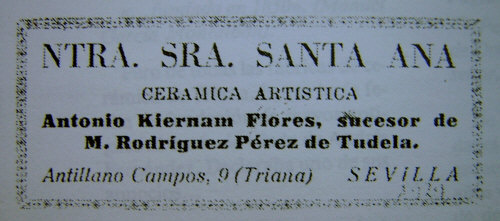 NTRA. SRA. SANTA ANA
CERAMICA ARTISTICA
Antonio Kiernam Flores, sucesor de
M. Rodríguez Pérez de Tudela.
Antillano Campos, 9 (Triana) SEVILLA